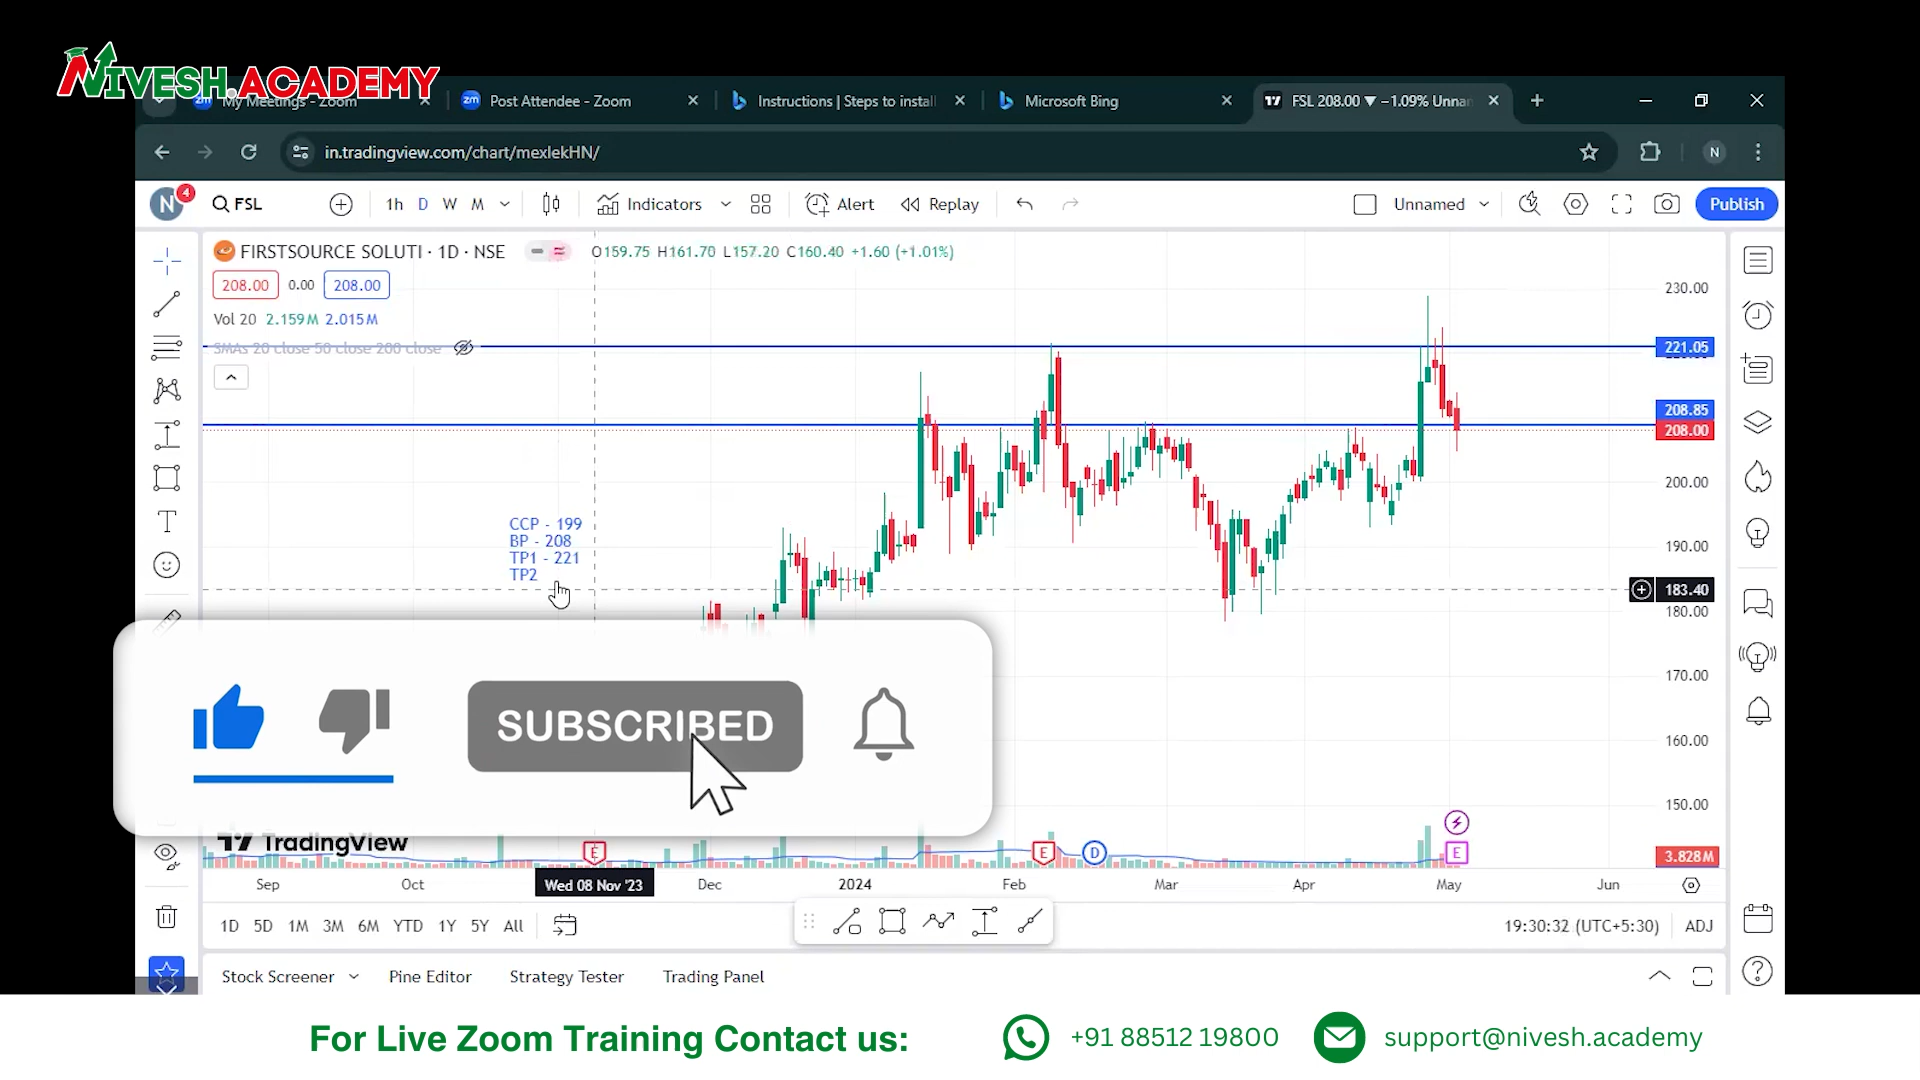 NIVESH.ACADEMY
My Meetings - Zoom
Post Attendee - Zoom
Instructions | Steps to install
Microsoft Bing
FSL 208.00 ▼ −1.09% Unnar
in.tradingview.com/chart/mexlekHN/
N
N
4
FSL
1h D W M
Indicators
Alert
Replay
Unnamed
Publish
FIRSTSOURCE SOLUTI · 1D · NSE
O159.75 H161.70 L157.20 C160.40 +1.60 (+1.01%)
208.00 0.00 208.00
Vol 20 2.159M 2.015M
SMAs 20 close 50 close 200 close
230.00
221.05
208.85
208.00
200.00
190.00
183.40
180.00
170.00
160.00
150.00
3.828M
CCP - 199
BP - 208
TP1 - 221
TP2
SUBSCRIBED
TradingView
E
E
D
E
Sep
Oct
Wed 08 Nov '23
Dec
2024
Feb
Mar
Apr
May
Jun
1D 5D 1M 3M 6M YTD 1Y 5Y All
19:30:32 (UTC+5:30)
ADJ
Stock Screener
Pine Editor
Strategy Tester
Trading Panel
For Live Zoom Training Contact us:
+91 88512 19800
support@nivesh.academy